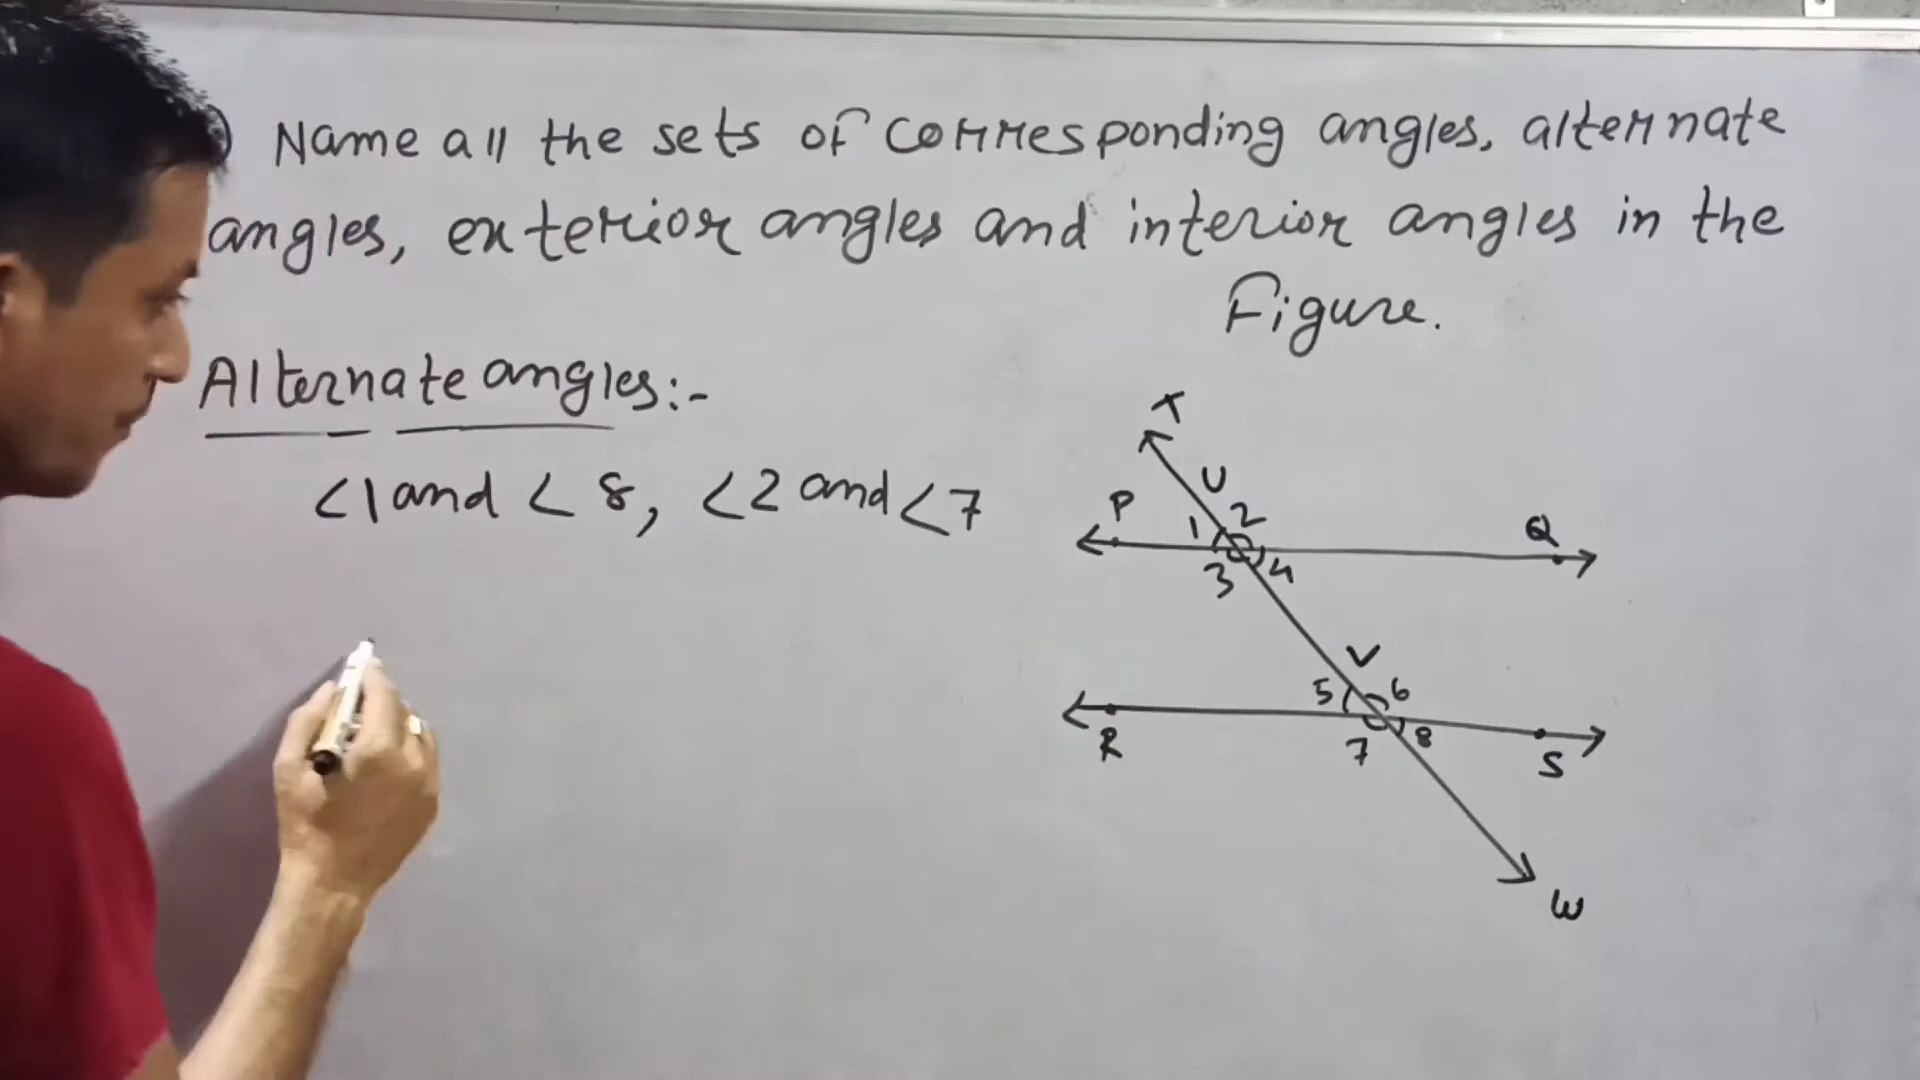 ) Name all the sets of corresponding angles, alternate
angles, exterior angles and interior angles in the
Figure.
Alternate angles:-
<1 and < 8, <2 and <7
T
U
P 1 2 Q
3 4
V
5 6
R 7 8 S
W